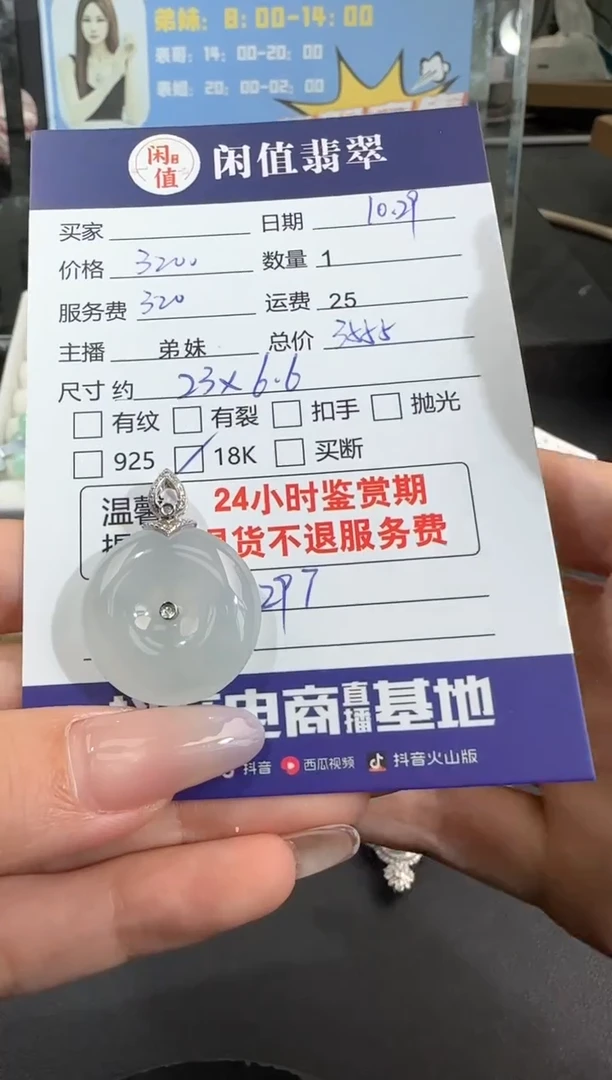 弟妹：8：00-14：00
表哥：14：00-20：00
表姐：20：00-02：00
闲值 闲值翡翠
买家 日期 10.29
价格 3200 数量 1
服务费 320 运费 25
主播 弟妹 总价 3555
尺寸 约 23×6.6
有纹 有裂 扣手 抛光
925 18K 买断
温馨 24小时鉴赏期
货不退服务费
297
电商直播基地
抖音 西瓜视频 抖音火山版